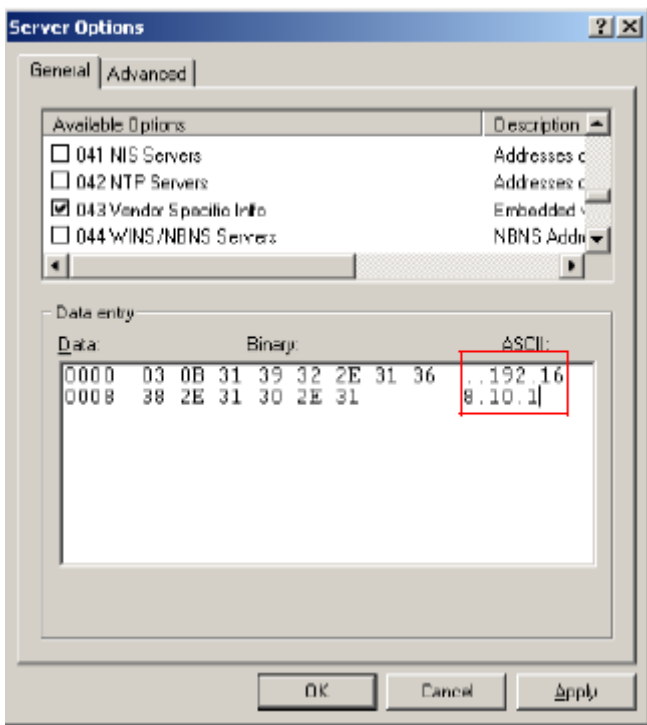 Server Options
General Advanced
Available Options Description
041 NIS Servers Addresses c
042 NTP Servers Addresses c
043 Vendor Specific Info Embedded v
044 WINS/NBNS Servers NBNS Addre
Data entry
Data: Binary: ASCII:
0000 03 0B 31 39 32 2E 31 36 ..192.16
0008 38 2E 31 30 2E 31 8.10.1
OK Cancel Apply